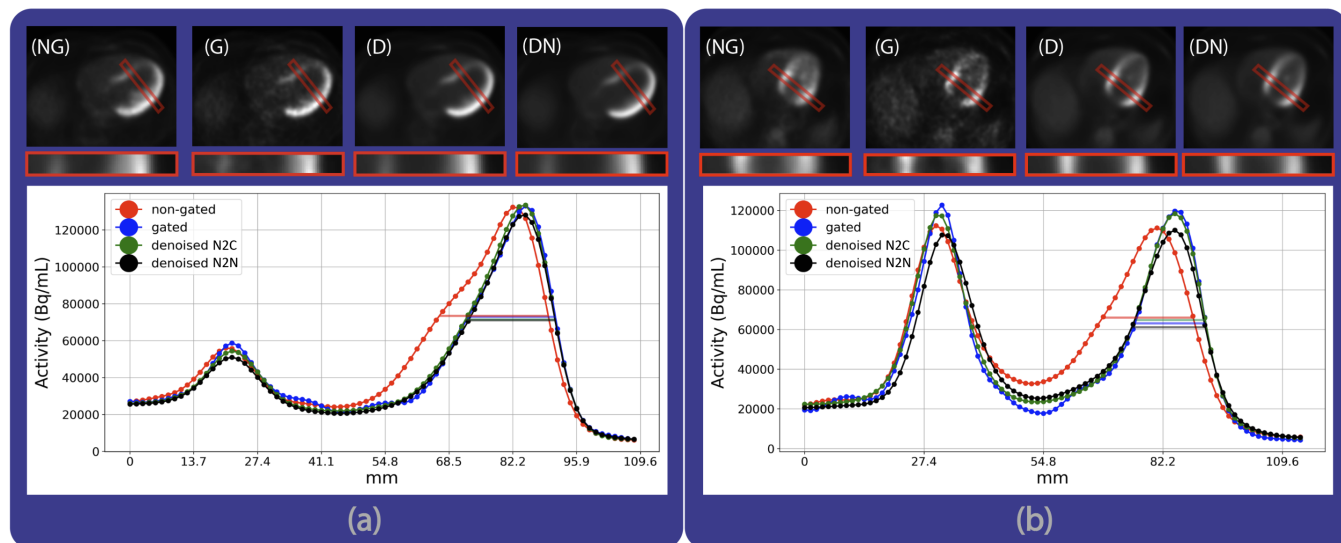 (NG) (G) (D) (DN)
non-gated
gated
denoised N2C
denoised N2N
Activity (Bq/mL)
120000
100000
80000
60000
40000
20000
0
0 13.7 27.4 41.1 54.8 68.5 82.2 95.9 109.6
mm
(a)
(NG) (G) (D) (DN)
non-gated
gated
denoised N2C
denoised N2N
Activity (Bq/mL)
120000
100000
80000
60000
40000
20000
0
0 27.4 54.8 82.2 109.6
mm
(b)